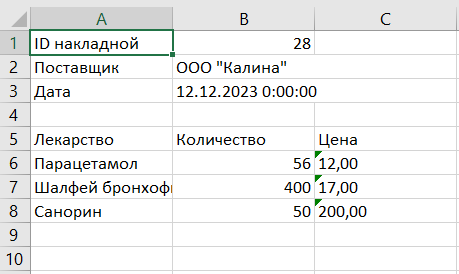 A B C
1 ID накладной 28
2 Поставщик ООО "Калина"
3 Дата 12.12.2023 0:00:00
4
5 Лекарство Количество Цена
6 Парацетамол 56 12,00
7 Шалфей бронхофи 400 17,00
8 Санорин 50 200,00
9
10